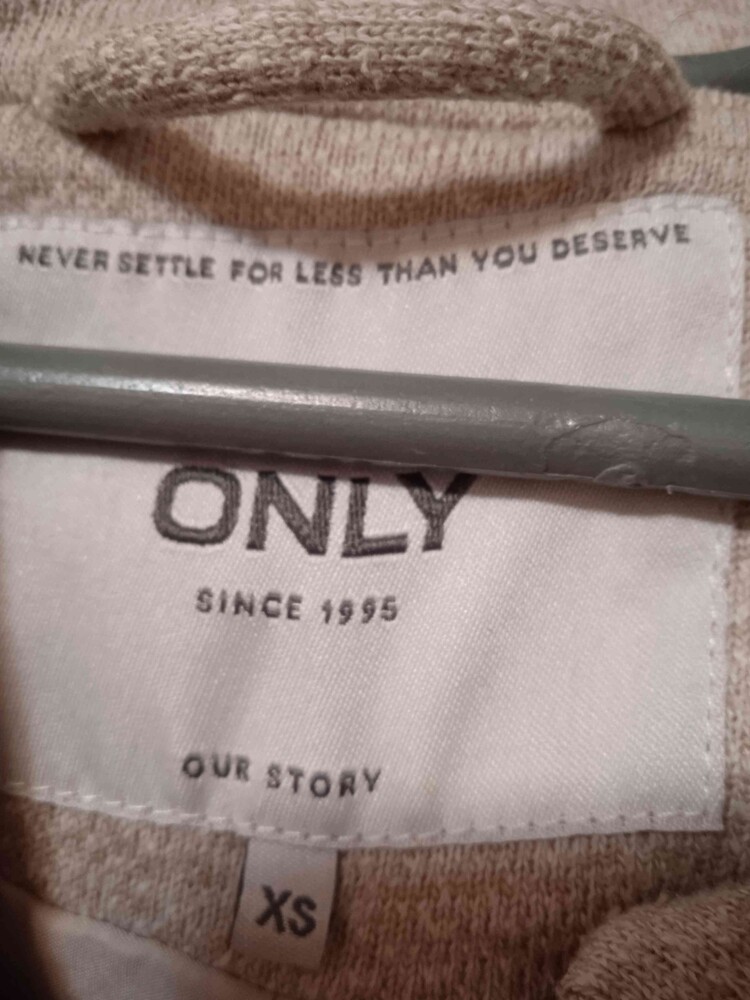 NEVER SETTLE FOR LESS THAN YOU DESERVE
ONLY
SINCE 1995
OUR STORY
XS